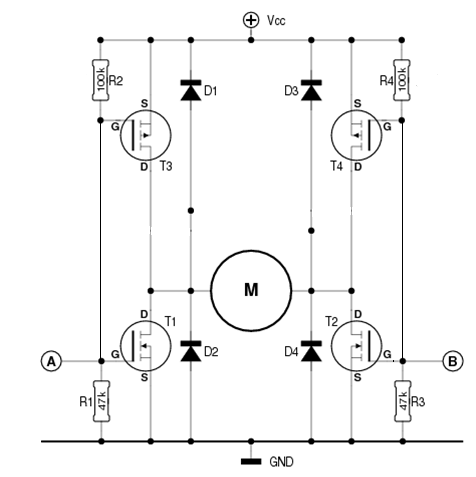 Vcc
100k R2
D1
D3
R4 100k
S
S
G
G
D
T3
T4
D
M
D
T1
T2
D
A
G
D2
D4
G
B
S
S
R1 47k
47k R3
GND